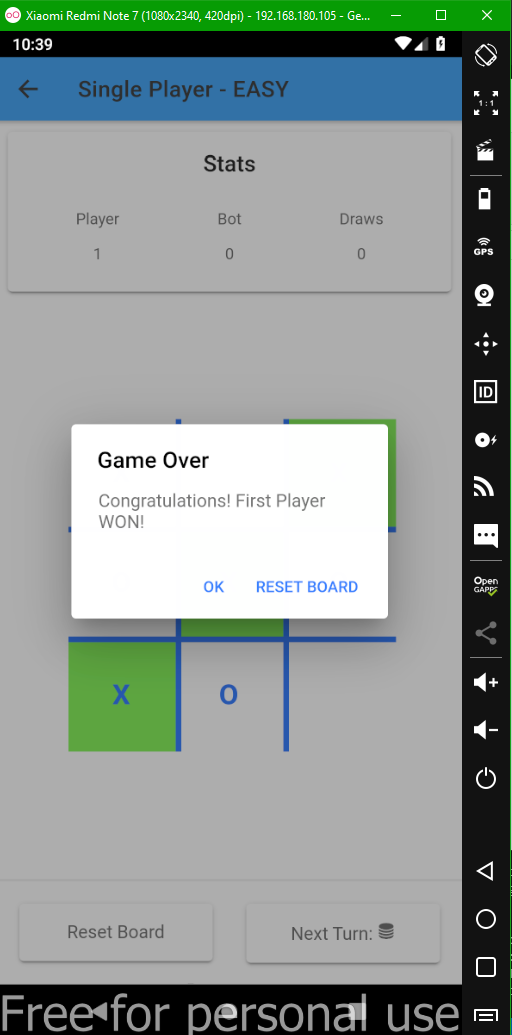 Xiaomi Redmi Note 7 (1080x2340, 420dpi) - 192.168.180.105 - Ge...
10:39
Single Player - EASY
1:1
Stats
Player Bot Draws
1 0 0
GPS
ID
Game Over
Congratulations! First Player
WON!
OK RESET BOARD
Open
GAPPS
X O
Reset Board Next Turn:
Free for personal use